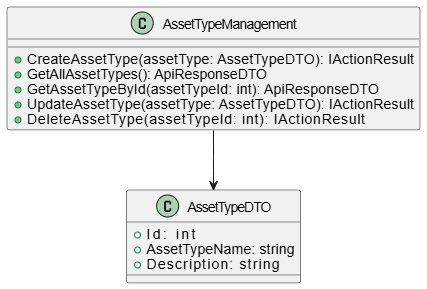 C AssetTypeManagement
CreateAssetType(assetType: AssetTypeDTO): IActionResult
GetAllAssetTypes(): ApiResponseDTO
GetAssetTypeById(assetTypeId: int): ApiResponseDTO
UpdateAssetType(assetType: AssetTypeDTO): IActionResult
DeleteAssetType(assetTypeId: int): IActionResult
C AssetTypeDTO
Id: int
AssetTypeName: string
Description: string